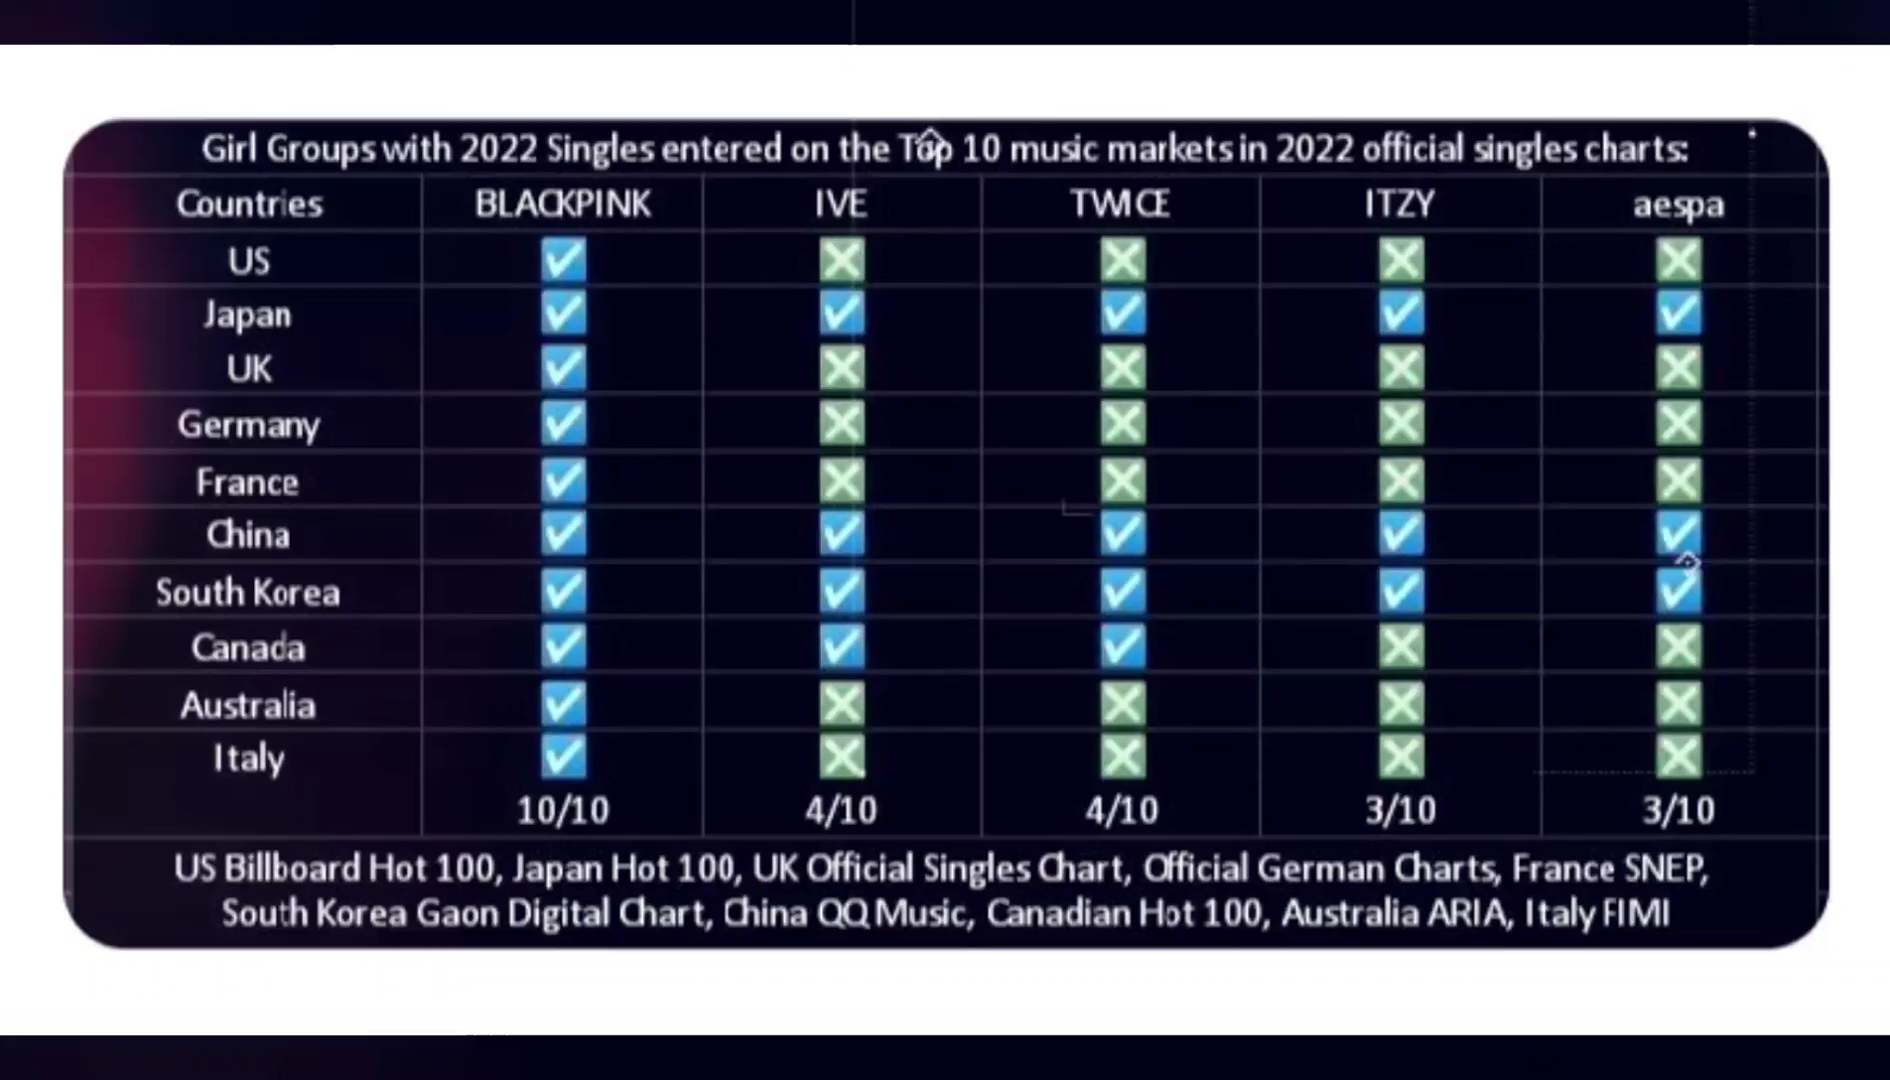 Girl Groups with 2022 Singles entered on the Top 10 music markets in 2022 official singles charts:
Countries BLACKPINK IVE TWICE ITZY aespa
US ✅ ❎ ❎ ❎ ❎
Japan ✅ ✅ ✅ ✅ ✅
UK ✅ ❎ ❎ ❎ ❎
Germany ✅ ❎ ❎ ❎ ❎
France ✅ ❎ ❎ ❎ ❎
China ✅ ✅ ✅ ✅ ✅
South Korea ✅ ✅ ✅ ✅ ✅
Canada ✅ ✅ ✅ ❎ ❎
Australia ✅ ❎ ❎ ❎ ❎
Italy ✅ ❎ ❎ ❎ ❎
10/10 4/10 4/10 3/10 3/10
US Billboard Hot 100, Japan Hot 100, UK Official Singles Chart, Official German Charts, France SNEP,
South Korea Gaon Digital Chart, China QQ Music, Canadian Hot 100, Australia ARIA, Italy FIMI